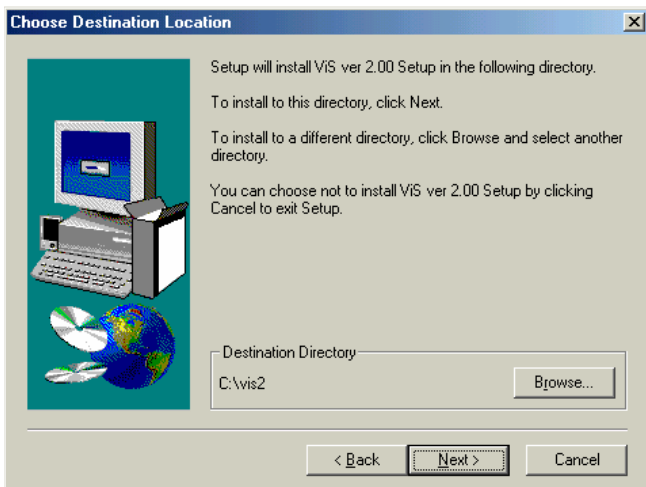 Choose Destination Location
Setup will install ViS ver 2.00 Setup in the following directory.
To install to this directory, click Next.
To install to a different directory, click Browse and select another
directory.
You can choose not to install ViS ver 2.00 Setup by clicking
Cancel to exit Setup.
Destination Directory
C:\vis2
Browse...
< Back
Next >
Cancel